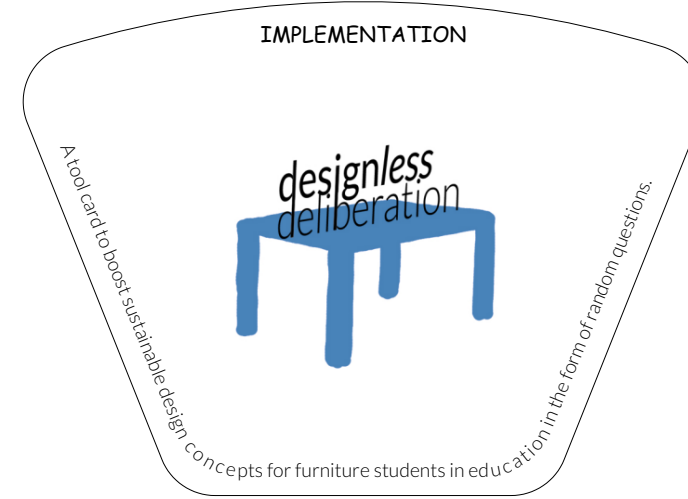 IMPLEMENTATION
designless
deliberation
A tool card to boost sustainable design concepts for furniture students in education in the form of random questions.